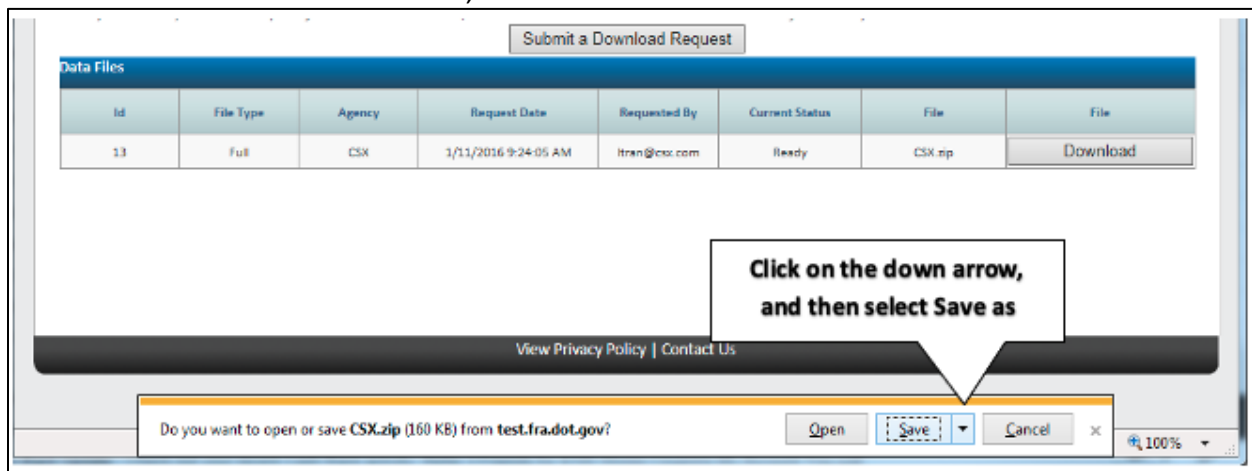 Submit a Download Request
Data Files
Id File Type Agency Request Date Requested By Current Status File File
13 Full CSX 1/11/2016 9:24:05 AM ltran@csx.com Ready CSX.zip Download
Click on the down arrow,
and then select Save as
View Privacy Policy | Contact Us
Do you want to open or save CSX.zip (160 KB) from test.fra.dot.gov? Open Save Cancel
100%